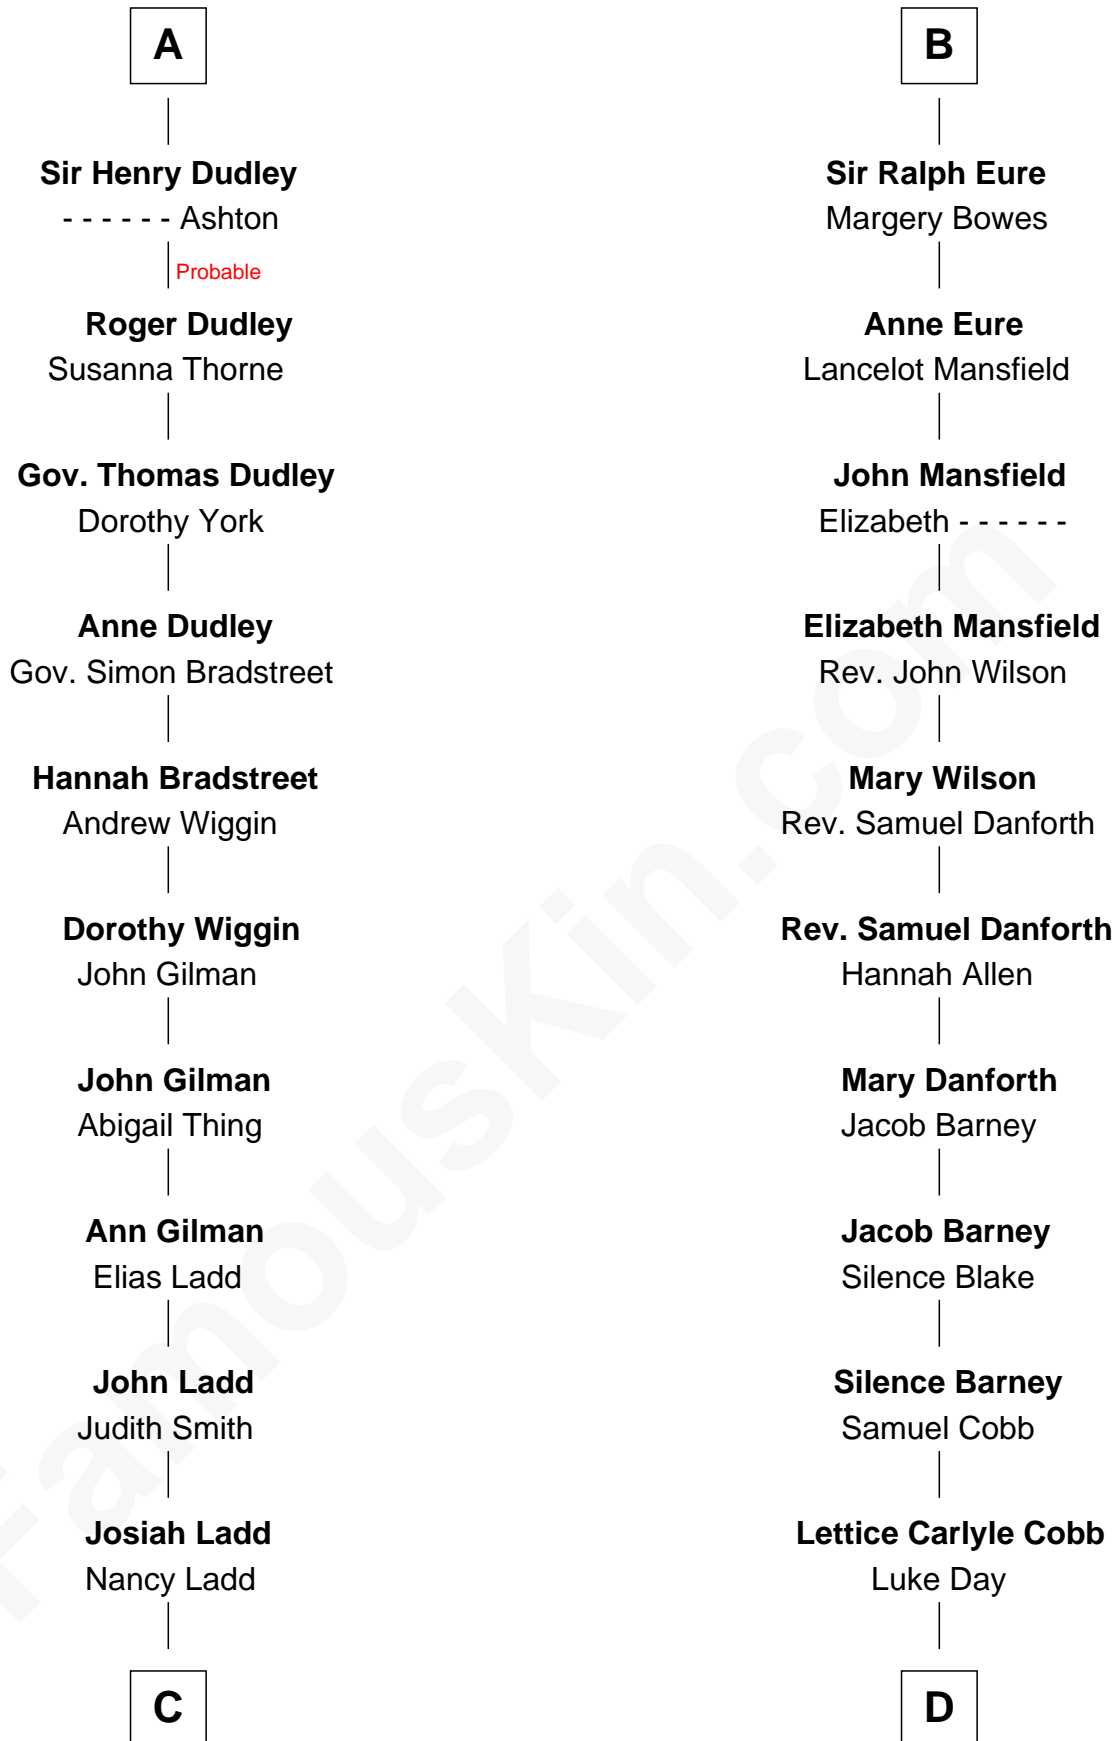 A
Sir Henry Dudley
- - - - - - Ashton
Probable
Roger Dudley
Susanna Thorne
Gov. Thomas Dudley
Dorothy York
Anne Dudley
Gov. Simon Bradstreet
Hannah Bradstreet
Andrew Wiggin
Dorothy Wiggin
John Gilman
John Gilman
Abigail Thing
Ann Gilman
Elias Ladd
John Ladd
Judith Smith
Josiah Ladd
Nancy Ladd
C
B
Sir Ralph Eure
Margery Bowes
Anne Eure
Lancelot Mansfield
John Mansfield
Elizabeth - - - - - -
Elizabeth Mansfield
Rev. John Wilson
Mary Wilson
Rev. Samuel Danforth
Rev. Samuel Danforth
Hannah Allen
Mary Danforth
Jacob Barney
Jacob Barney
Silence Blake
Silence Barney
Samuel Cobb
Lettice Carlyle Cobb
Luke Day
D
FamousKin.com